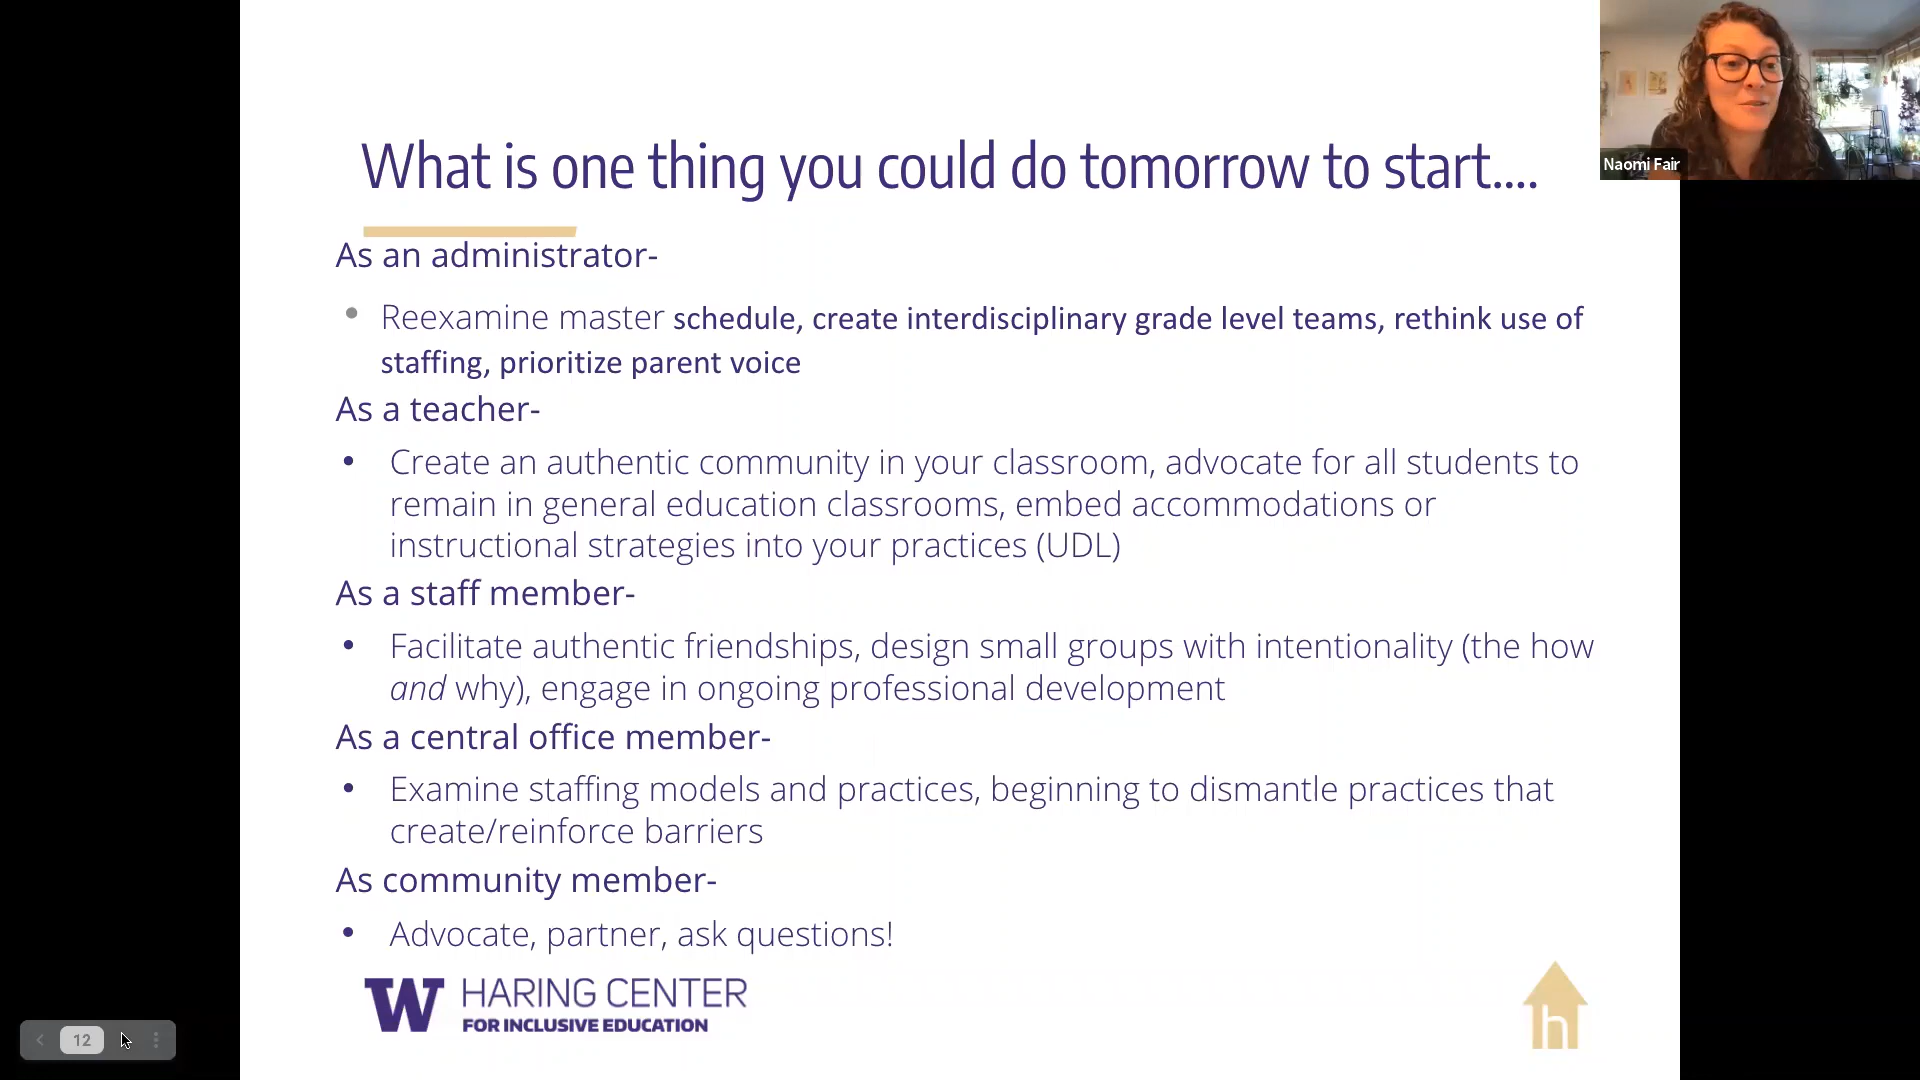 What is one thing you could do tomorrow to start....
Naomi Fair
As an administrator-
• Reexamine master schedule, create interdisciplinary grade level teams, rethink use of
staffing, prioritize parent voice
As a teacher-
• Create an authentic community in your classroom, advocate for all students to
remain in general education classrooms, embed accommodations or
instructional strategies into your practices (UDL)
As a staff member-
• Facilitate authentic friendships, design small groups with intentionality (the how
and why), engage in ongoing professional development
As a central office member-
• Examine staffing models and practices, beginning to dismantle practices that
create/reinforce barriers
As community member-
• Advocate, partner, ask questions!
W HARING CENTER
FOR INCLUSIVE EDUCATION
h
12